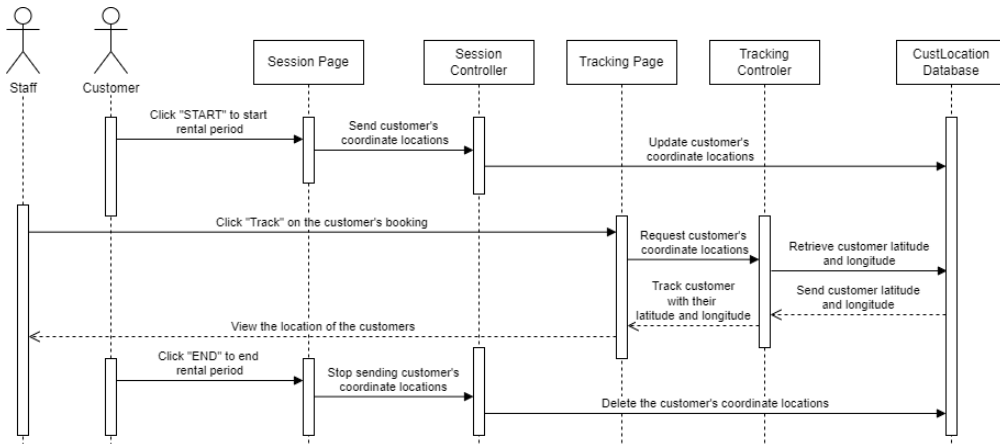 Staff
Customer
Session Page
Session
Controller
Tracking Page
Tracking
Controler
CustLocation
Database
Click "START" to start
rental period
Send customer's
coordinate locations
Update customer's
coordinate locations
Click "Track" on the customer's booking
Request customer's
coordinate locations
Retrieve customer latitude
and longitude
Send customer latitude
and longitude
Track customer
with their
latitude and longitude
View the location of the customers
Click "END" to end
rental period
Stop sending customer's
coordinate locations
Delete the customer's coordinate locations